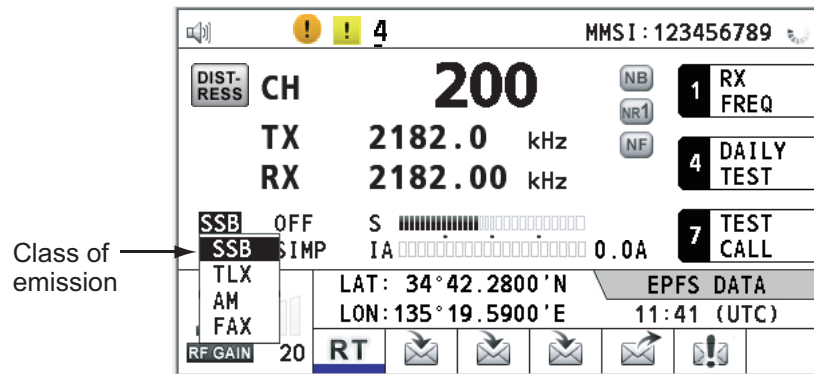 ! ! 4 MMSI:123456789
DIST-
RESS
CH 200 NB
1 RX
FREQ
NR1
TX 2182.0 kHz NF
4 DAILY
TEST
RX 2182.00 kHz
SSB OFF S
7 TEST
CALL
Class of
emission
SSB SIMP IA 0.0A
TLX
AM
FAX
LAT: 34°42.2800'N EPFS DATA
LON:135°19.5900'E 11:41 (UTC)
RF GAIN 20 RT